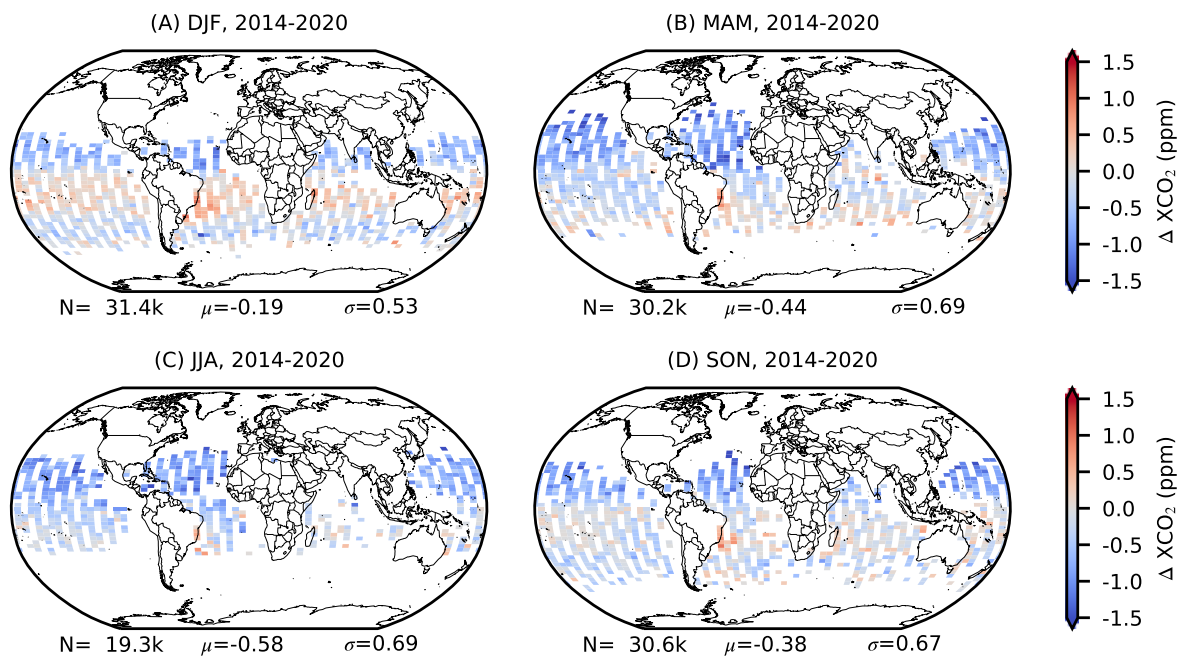 (A) DJF, 2014-2020
(B) MAM, 2014-2020
1.5
1.0
0.5
0.0
-0.5
-1.0
-1.5
Δ XCO₂ (ppm)
N= 31.4k μ=-0.19 σ=0.53
N= 30.2k μ=-0.44 σ=0.69
(C) JJA, 2014-2020
(D) SON, 2014-2020
1.5
1.0
0.5
0.0
-0.5
-1.0
-1.5
Δ XCO₂ (ppm)
N= 19.3k μ=-0.58 σ=0.69
N= 30.6k μ=-0.38 σ=0.67